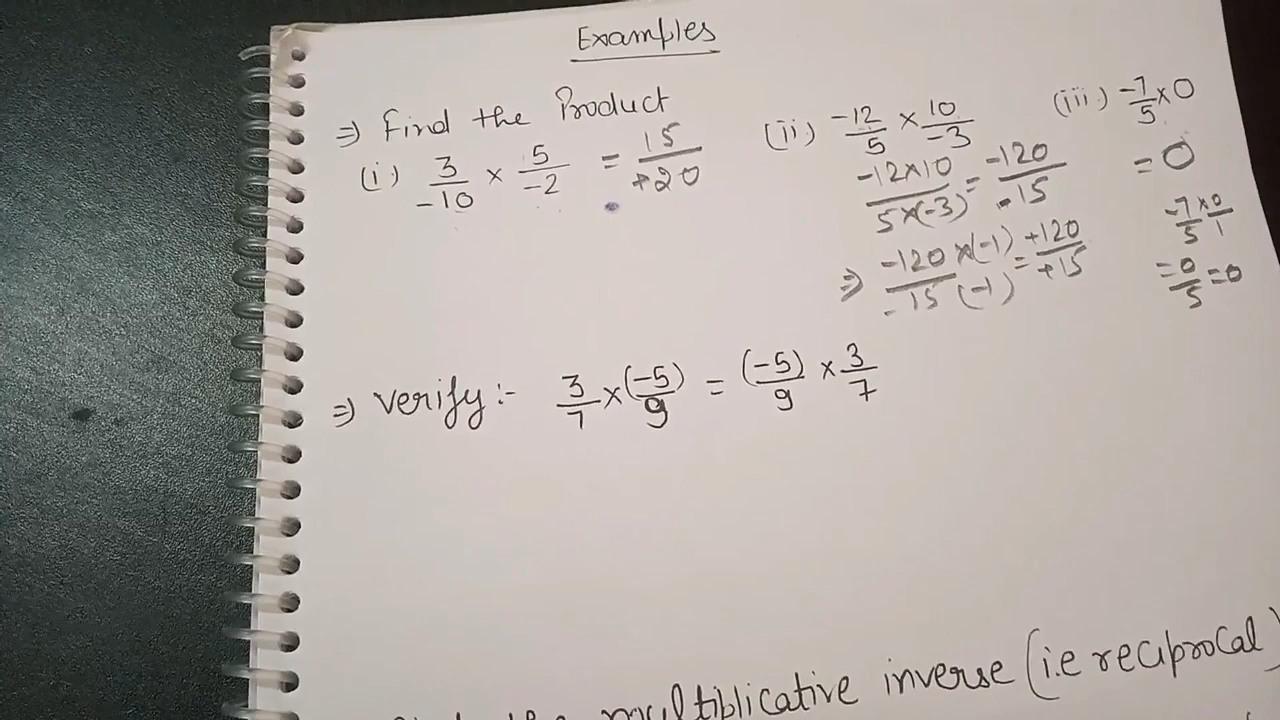 Examples
⇒ Find the Product
(i) 3/-10 × 5/-2 = 15/+20
(ii) -12/5 × 10/-3
-12×10/5×(-3) = -120/-15
⇒ -120×(-1)/-15(-1) = +120/+15
(iii) -7/5×0
= 0
-7/5×0/1
=0/5=0
⇒ Verify:- 3/7×(-5)/9 = (-5)/9 × 3/7
the multiblicative inverse (i.e reciprocal)